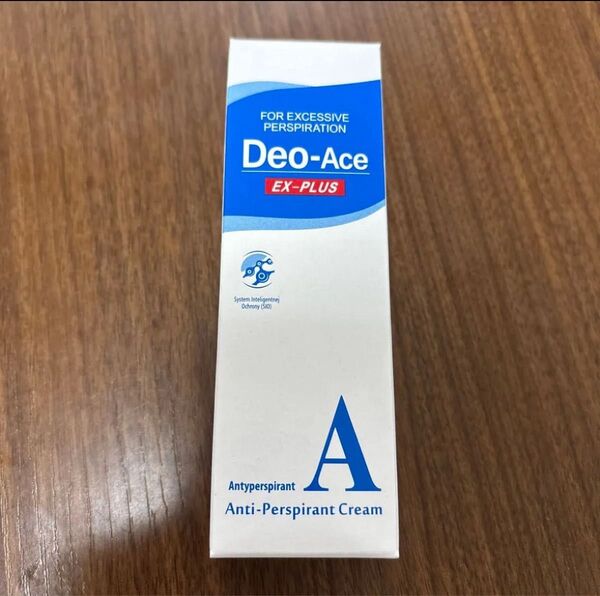 FOR EXCESSIVE
PERSPIRATION
Deo-Ace
EX-PLUS
System Inteligentnej
Ochrony (SIO)
Antyperspirant A
Anti-Perspirant Cream